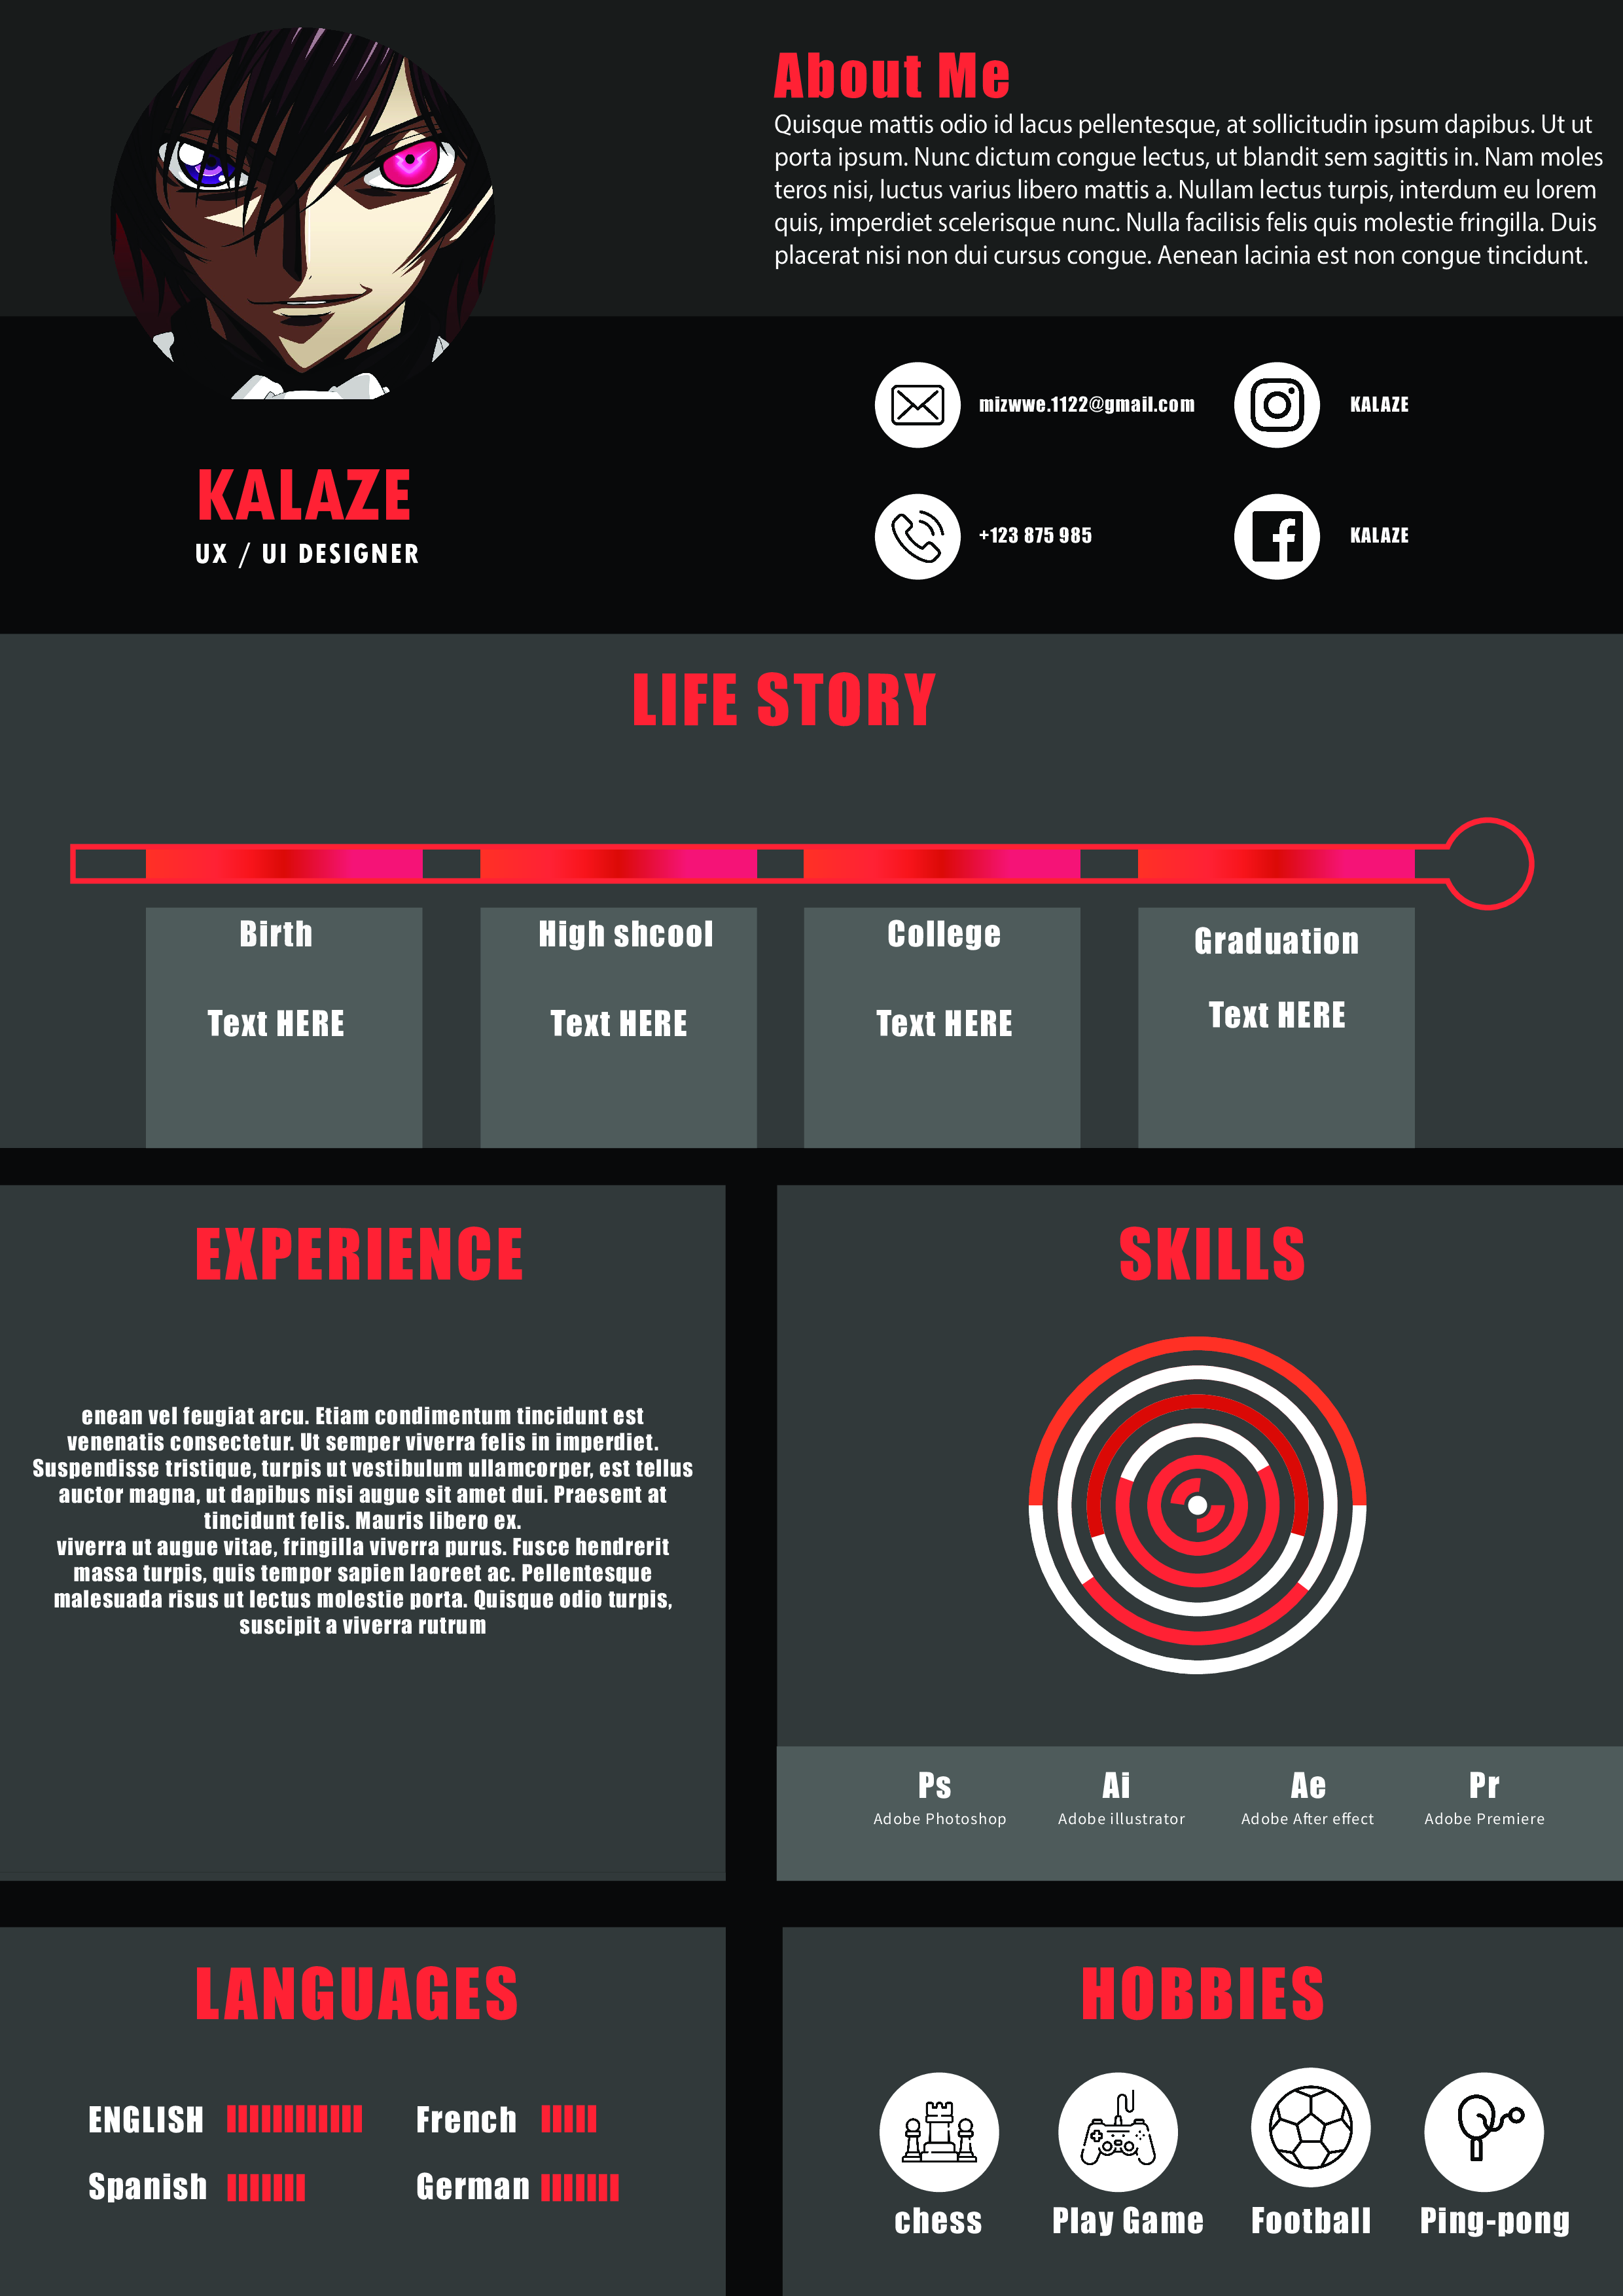 About Me
Quisque mattis odio id lacus pellentesque, at sollicitudin ipsum dapibus. Ut ut
porta ipsum. Nunc dictum congue lectus, ut blandit sem sagittis in. Nam moles
teros nisi, luctus varius libero mattis a. Nullam lectus turpis, interdum eu lorem
quis, imperdiet scelerisque nunc. Nulla facilisis felis quis molestie fringilla. Duis
placerat nisi non dui cursus congue. Aenean lacinia est non congue tincidunt.
KALAZE
UX / UI DESIGNER
mizwwe.1122@gmail.com
KALAZE
+123 875 985
KALAZE
LIFE STORY
Birth
Text HERE
High shcool
Text HERE
College
Text HERE
Graduation
Text HERE
EXPERIENCE
enean vel feugiat arcu. Etiam condimentum tincidunt est
venenatis consectetur. Ut semper viverra felis in imperdiet.
Suspendisse tristique, turpis ut vestibulum ullamcorper, est tellus
auctor magna, ut dapibus nisi augue sit amet dui. Praesent at
tincidunt felis. Mauris libero ex.
viverra ut augue vitae, fringilla viverra purus. Fusce hendrerit
massa turpis, quis tempor sapien laoreet ac. Pellentesque
malesuada risus ut lectus molestie porta. Quisque odio turpis,
suscipit a viverra rutrum
SKILLS
Ps
Adobe Photoshop
Ai
Adobe illustrator
Ae
Adobe After effect
Pr
Adobe Premiere
LANGUAGES
ENGLISH
French
Spanish
German
HOBBIES
chess
Play Game
Football
Ping-pong